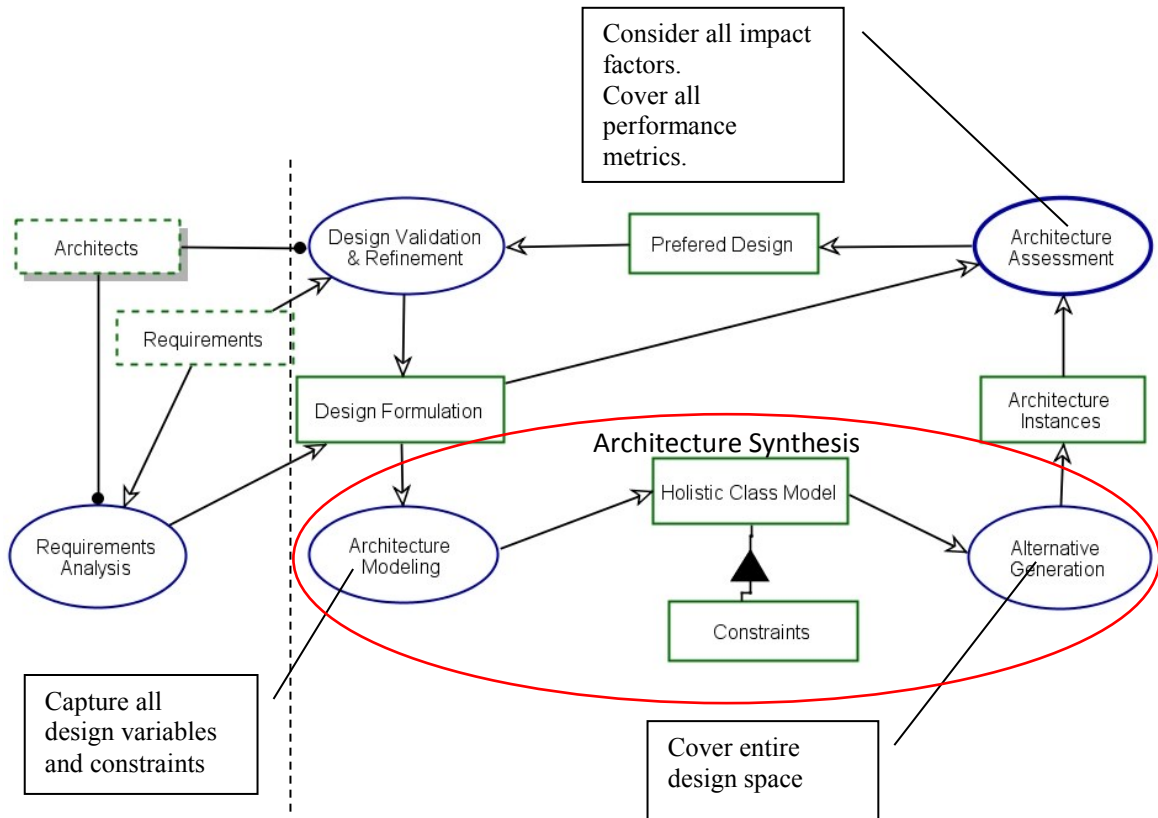 Consider all impact
factors.
Cover all
performance
metrics.
Architects
Design Validation
& Refinement
Prefered Design
Architecture
Assessment
Requirements
Design Formulation
Architecture
Instances
Architecture Synthesis
Holistic Class Model
Requirements
Analysis
Architecture
Modeling
Alternative
Generation
Constraints
Capture all
design variables
and constraints
Cover entire
design space